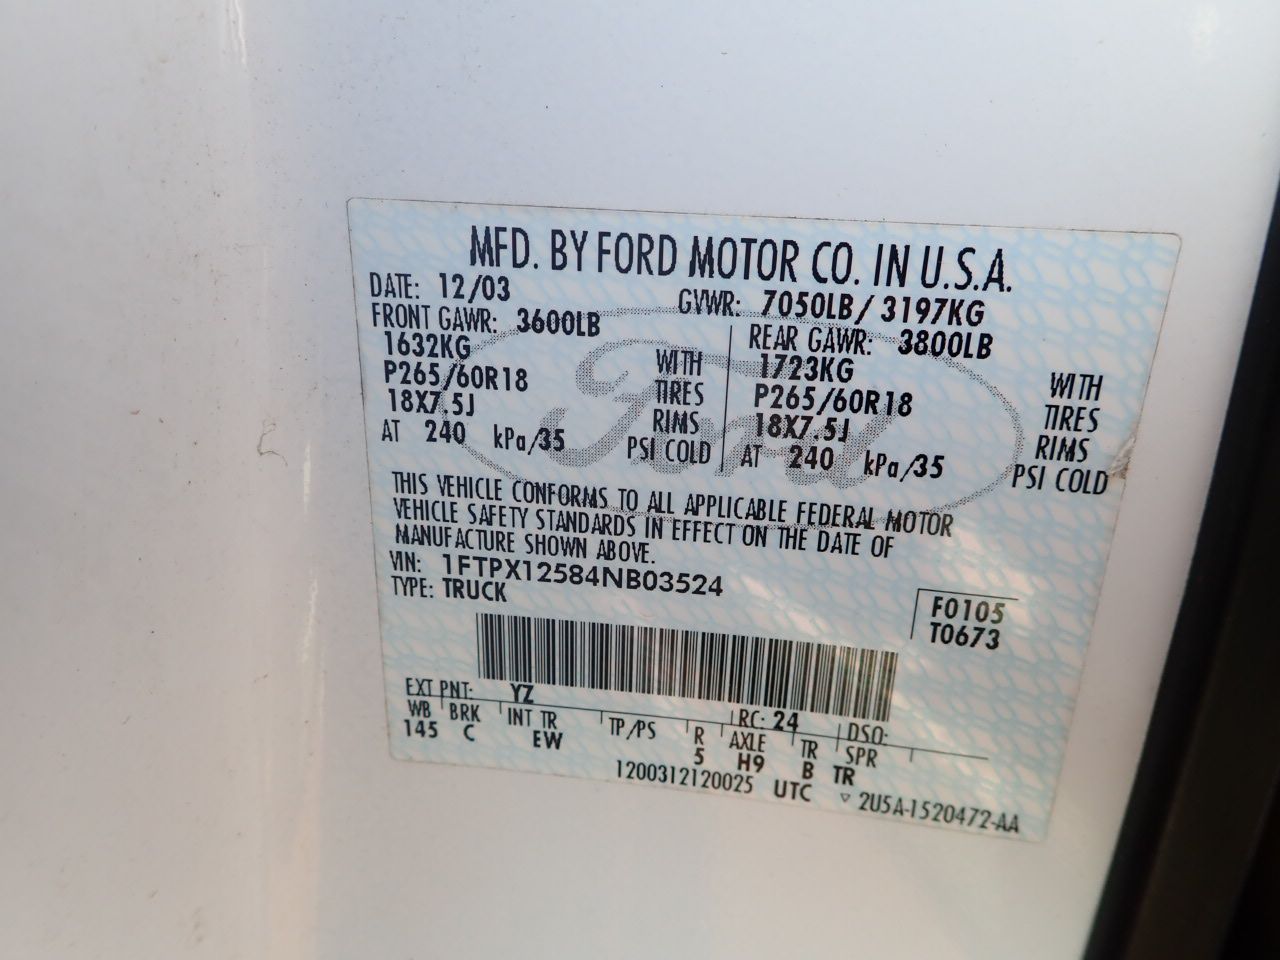 MFD. BY FORD MOTOR CO. IN U.S.A.
DATE: 12/03 GVWR: 7050LB/ 3197KG
FRONT GAWR: 3600LB REAR GAWR: 3800LB
1632KG WITH 1723KG WITH
P265/60R18 TIRES P265/60R18 TIRES
18X7.5J RIMS 18X7.5J RIMS
AT 240 kPa/35 PSI COLD AT 240 kPa/35 PSI COLD
THIS VEHICLE CONFORMS TO ALL APPLICABLE FEDERAL MOTOR
VEHICLE SAFETY STANDARDS IN EFFECT ON THE DATE OF
MANUFACTURE SHOWN ABOVE.
VIN: 1FTPX12584NB03524
TYPE: TRUCK
F0105
T0673
EXT PNT: YZ RC: 24 DSO:
WB BRK INT TR TP/PS R AXLE TR SPR
145 C EW 5 H9 B TR
1200312120025 UTC ▽ 2U5A-1520472-AA
Ford